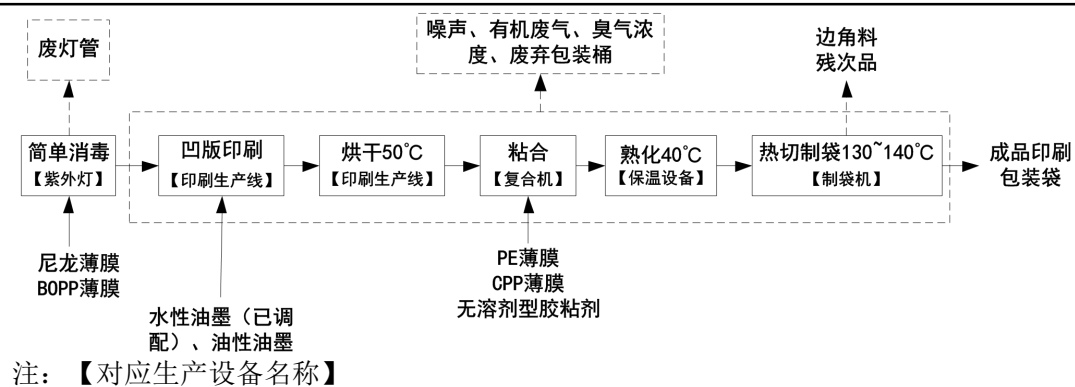 废灯管
噪声、有机废气、臭气浓
度、废弃包装桶
边角料
残次品
简单消毒
【紫外灯】
凹版印刷
【印刷生产线】
烘干50℃
【印刷生产线】
粘合
【复合机】
熟化40℃
【保温设备】
热切制袋130~140℃
【制袋机】
成品印刷
包装袋
尼龙薄膜
BOPP薄膜
水性油墨（已调
配）、油性油墨
PE薄膜
CPP薄膜
无溶剂型胶粘剂
注：【对应生产设备名称】